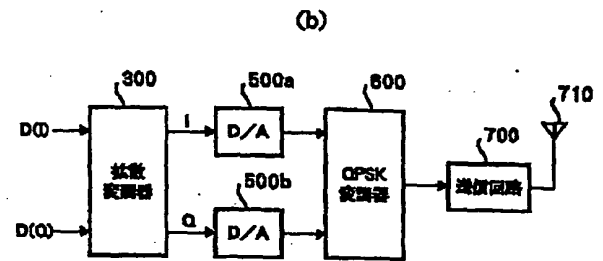 (b)
300
500a
600
710
D(I)
I
D/A
700
拡散
変調器
500b
QPSK
変調器
送信回路
D(Q)
Q
D/A